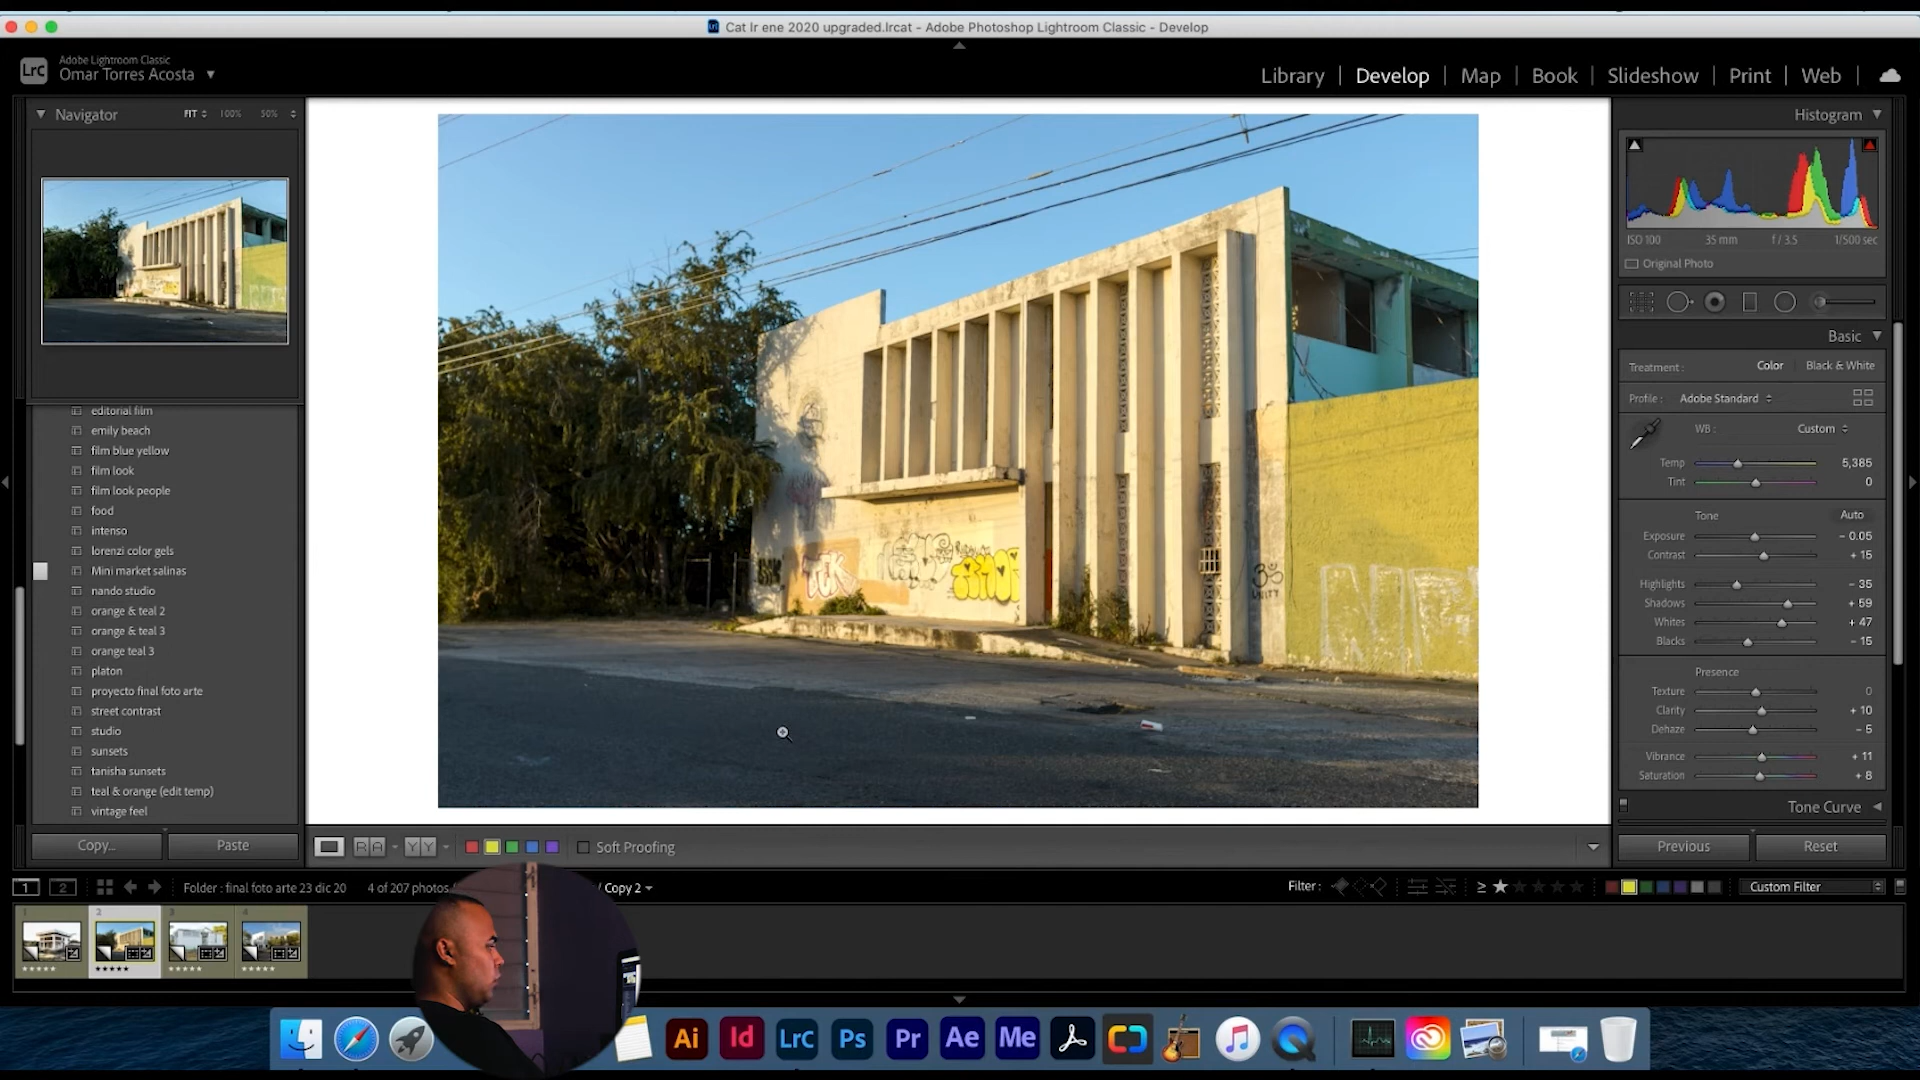 Cat lr ene 2020 upgraded.lrcat - Adobe Photoshop Lightroom Classic - Develop
LrC
Adobe Lightroom Classic
Omar Torres Acosta
Library | Develop | Map | Book | Slideshow | Print | Web
Navigator FIT 100% 50%
editorial film
emily beach
film blue yellow
film look
film look people
food
intenso
lorenzi color gels
Mini market salinas
nando studio
orange & teal 2
orange & teal 3
orange teal 3
platon
proyecto final foto arte
street contrast
studio
sunsets
tanisha sunsets
teal & orange (edit temp)
vintage feel
Copy... Paste
UNITY
Histogram
ISO 100 35 mm f / 3.5 1/500 sec
Original Photo
Basic
Treatment : Color Black & White
Profile : Adobe Standard
WB : Custom
Temp 5,385
Tint 0
Tone Auto
Exposure - 0.05
Contrast + 15
Highlights - 35
Shadows + 59
Whites + 47
Blacks - 15
Presence
Texture 0
Clarity + 10
Dehaze - 5
Vibrance + 11
Saturation + 8
Tone Curve
Previous Reset
R A Y Y Soft Proofing
1 2 Folder : final foto arte 23 dic 20 4 of 207 photos / Copy 2
Filter : ≥ Custom Filter
1 2 3 4
Ai Id LrC Ps Pr Ae Me